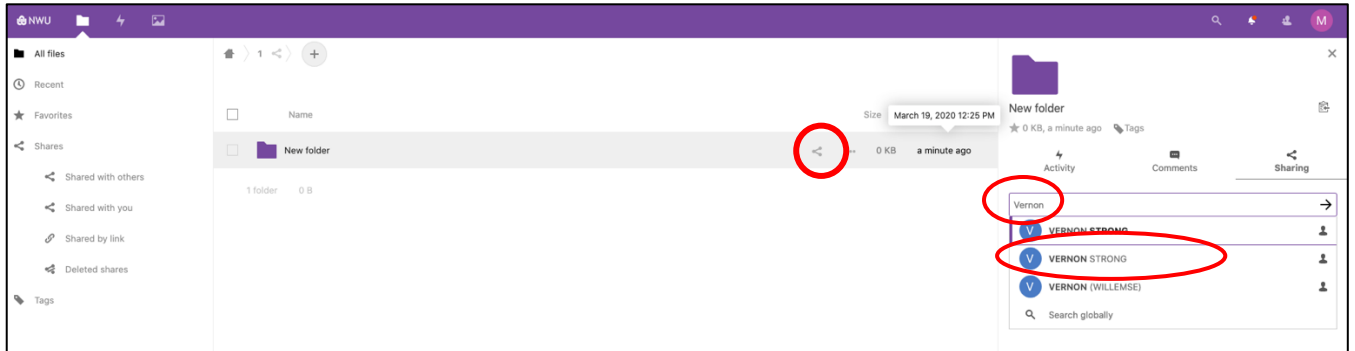 NWU
M
All files
Recent
Favorites
Shares
Shared with others
Shared with you
Shared by link
Deleted shares
Tags
1
+
Name
Size
March 19, 2020 12:25 PM
New folder
0 KB
a minute ago
1 folder 0 B
New folder
0 KB, a minute ago Tags
Activity
Comments
Sharing
Vernon
V VERNON STRONG
V VERNON STRONG
V VERNON (WILLEMSE)
Search globally